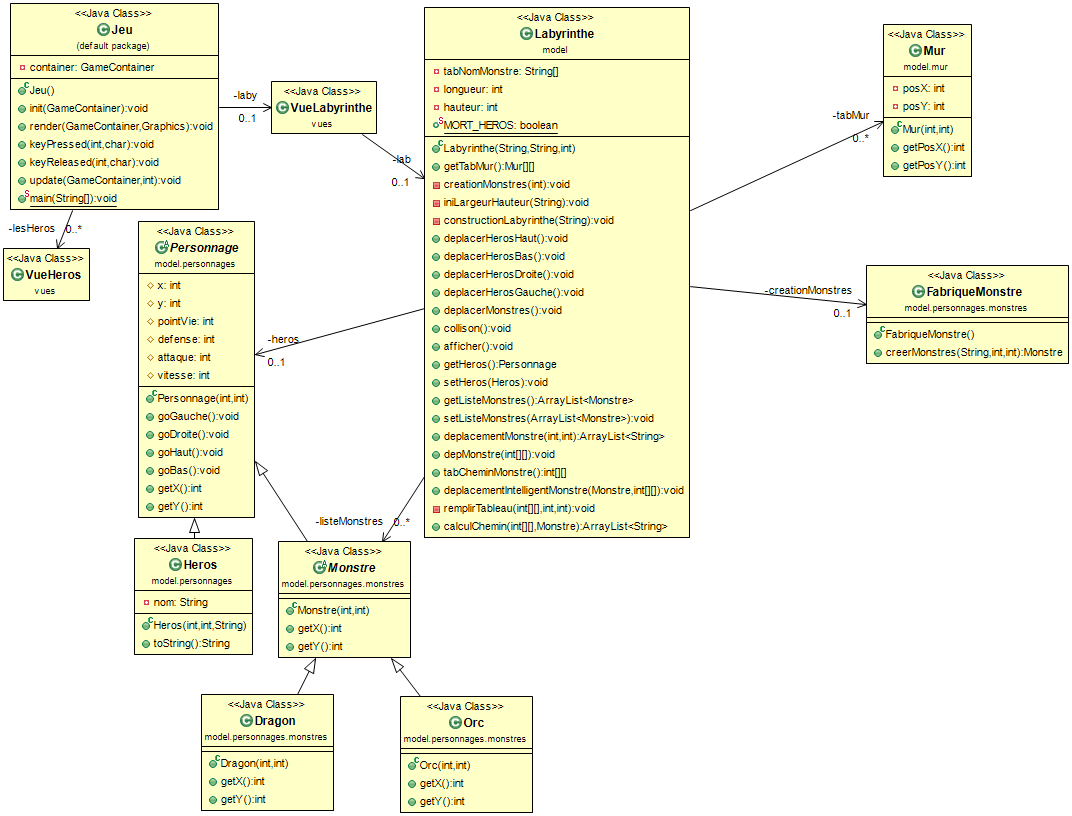 <<Java Class>>
Jeu
(default package)
container: GameContainer
Jeu()
init(GameContainer):void
render(GameContainer,Graphics):void
keyPressed(int,char):void
keyReleased(int,char):void
update(GameContainer,int):void
main(String[]):void
-laby
0..1
<<Java Class>>
VueLabyrinthe
vues
-lab
0..1
-lesHeros
0..*
<<Java Class>>
VueHeros
vues
<<Java Class>>
Labyrinthe
model
tabNomMonstre: String[]
longueur: int
hauteur: int
MORT_HEROS: boolean
Labyrinthe(String,String,int)
getTabMur():Mur[][]
creationMonstres(int):void
iniLargeurHauteur(String):void
constructionLabyrinthe(String):void
deplacerHerosHaut():void
deplacerHerosBas():void
deplacerHerosDroite():void
deplacerHerosGauche():void
deplacerMonstres():void
collison():void
afficher():void
getHeros():Personnage
setHeros(Heros):void
getListeMonstres():ArrayList<Monstre>
setListeMonstres(ArrayList<Monstre>):void
deplacementMonstre(int,int):ArrayList<String>
depMonstre(int[][]):void
tabCheminMonstre():int[][]
deplacementIntelligentMonstre(Monstre,int[][]):void
remplirTableau(int[][],int,int):void
calculChemin(int[][],Monstre):ArrayList<String>
-tabMur
0..*
<<Java Class>>
Mur
model.mur
posX: int
posY: int
Mur(int,int)
getPosX():int
getPosY():int
-creationMonstres
0..1
<<Java Class>>
FabriqueMonstre
model.personnages.monstres
FabriqueMonstre()
creerMonstres(String,int,int):Monstre
<<Java Class>>
Personnage
model.personnages
x: int
y: int
pointVie: int
defense: int
attaque: int
vitesse: int
Personnage(int,int)
goGauche():void
goDroite():void
goHaut():void
goBas():void
getX():int
getY():int
-heros
0..1
-listeMonstres
0..*
<<Java Class>>
Heros
model.personnages
nom: String
Heros(int,int,String)
toString():String
<<Java Class>>
Monstre
model.personnages.monstres
Monstre(int,int)
getX():int
getY():int
<<Java Class>>
Dragon
model.personnages.monstres
Dragon(int,int)
getX():int
getY():int
<<Java Class>>
Orc
model.personnages.monstres
Orc(int,int)
getX():int
getY():int